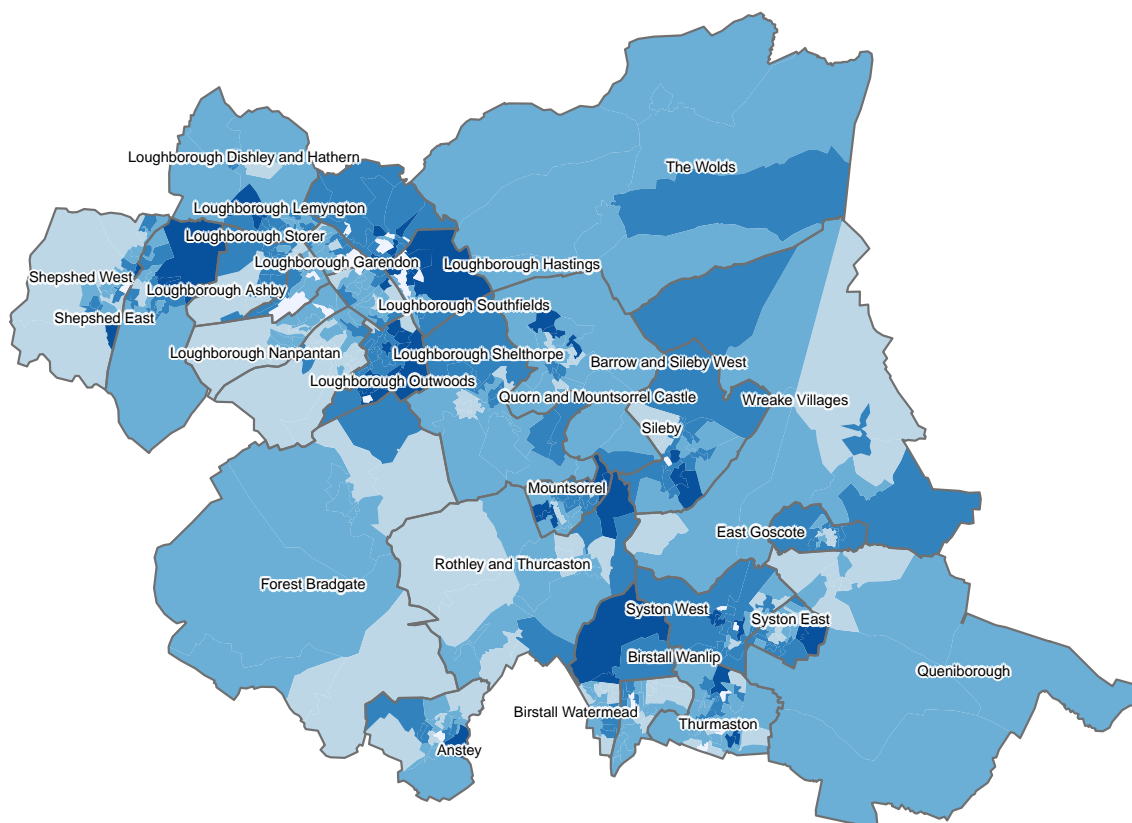 Loughborough Dishley and Hathern
The Wolds
Loughborough Lemyngton
Loughborough Storer
Loughborough Garendon
Loughborough Hastings
Shepshed West
Loughborough Ashby
Loughborough Southfields
Shepshed East
Loughborough Nanpantan
Loughborough Shelthorpe
Barrow and Sileby West
Loughborough Outwoods
Quorn and Mountsorrel Castle
Wreake Villages
Sileby
Mountsorrel
East Goscote
Rothley and Thurcaston
Forest Bradgate
Syston West
Syston East
Birstall Wanlip
Queniborough
Birstall Watermead
Thurmaston
Anstey